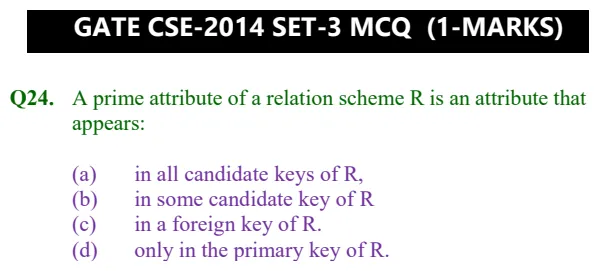 GATE CSE-2014 SET-3 MCQ (1-MARKS)
Q24. A prime attribute of a relation scheme R is an attribute that
appears:
(a) in all candidate keys of R,
(b) in some candidate key of R
(c) in a foreign key of R.
(d) only in the primary key of R.